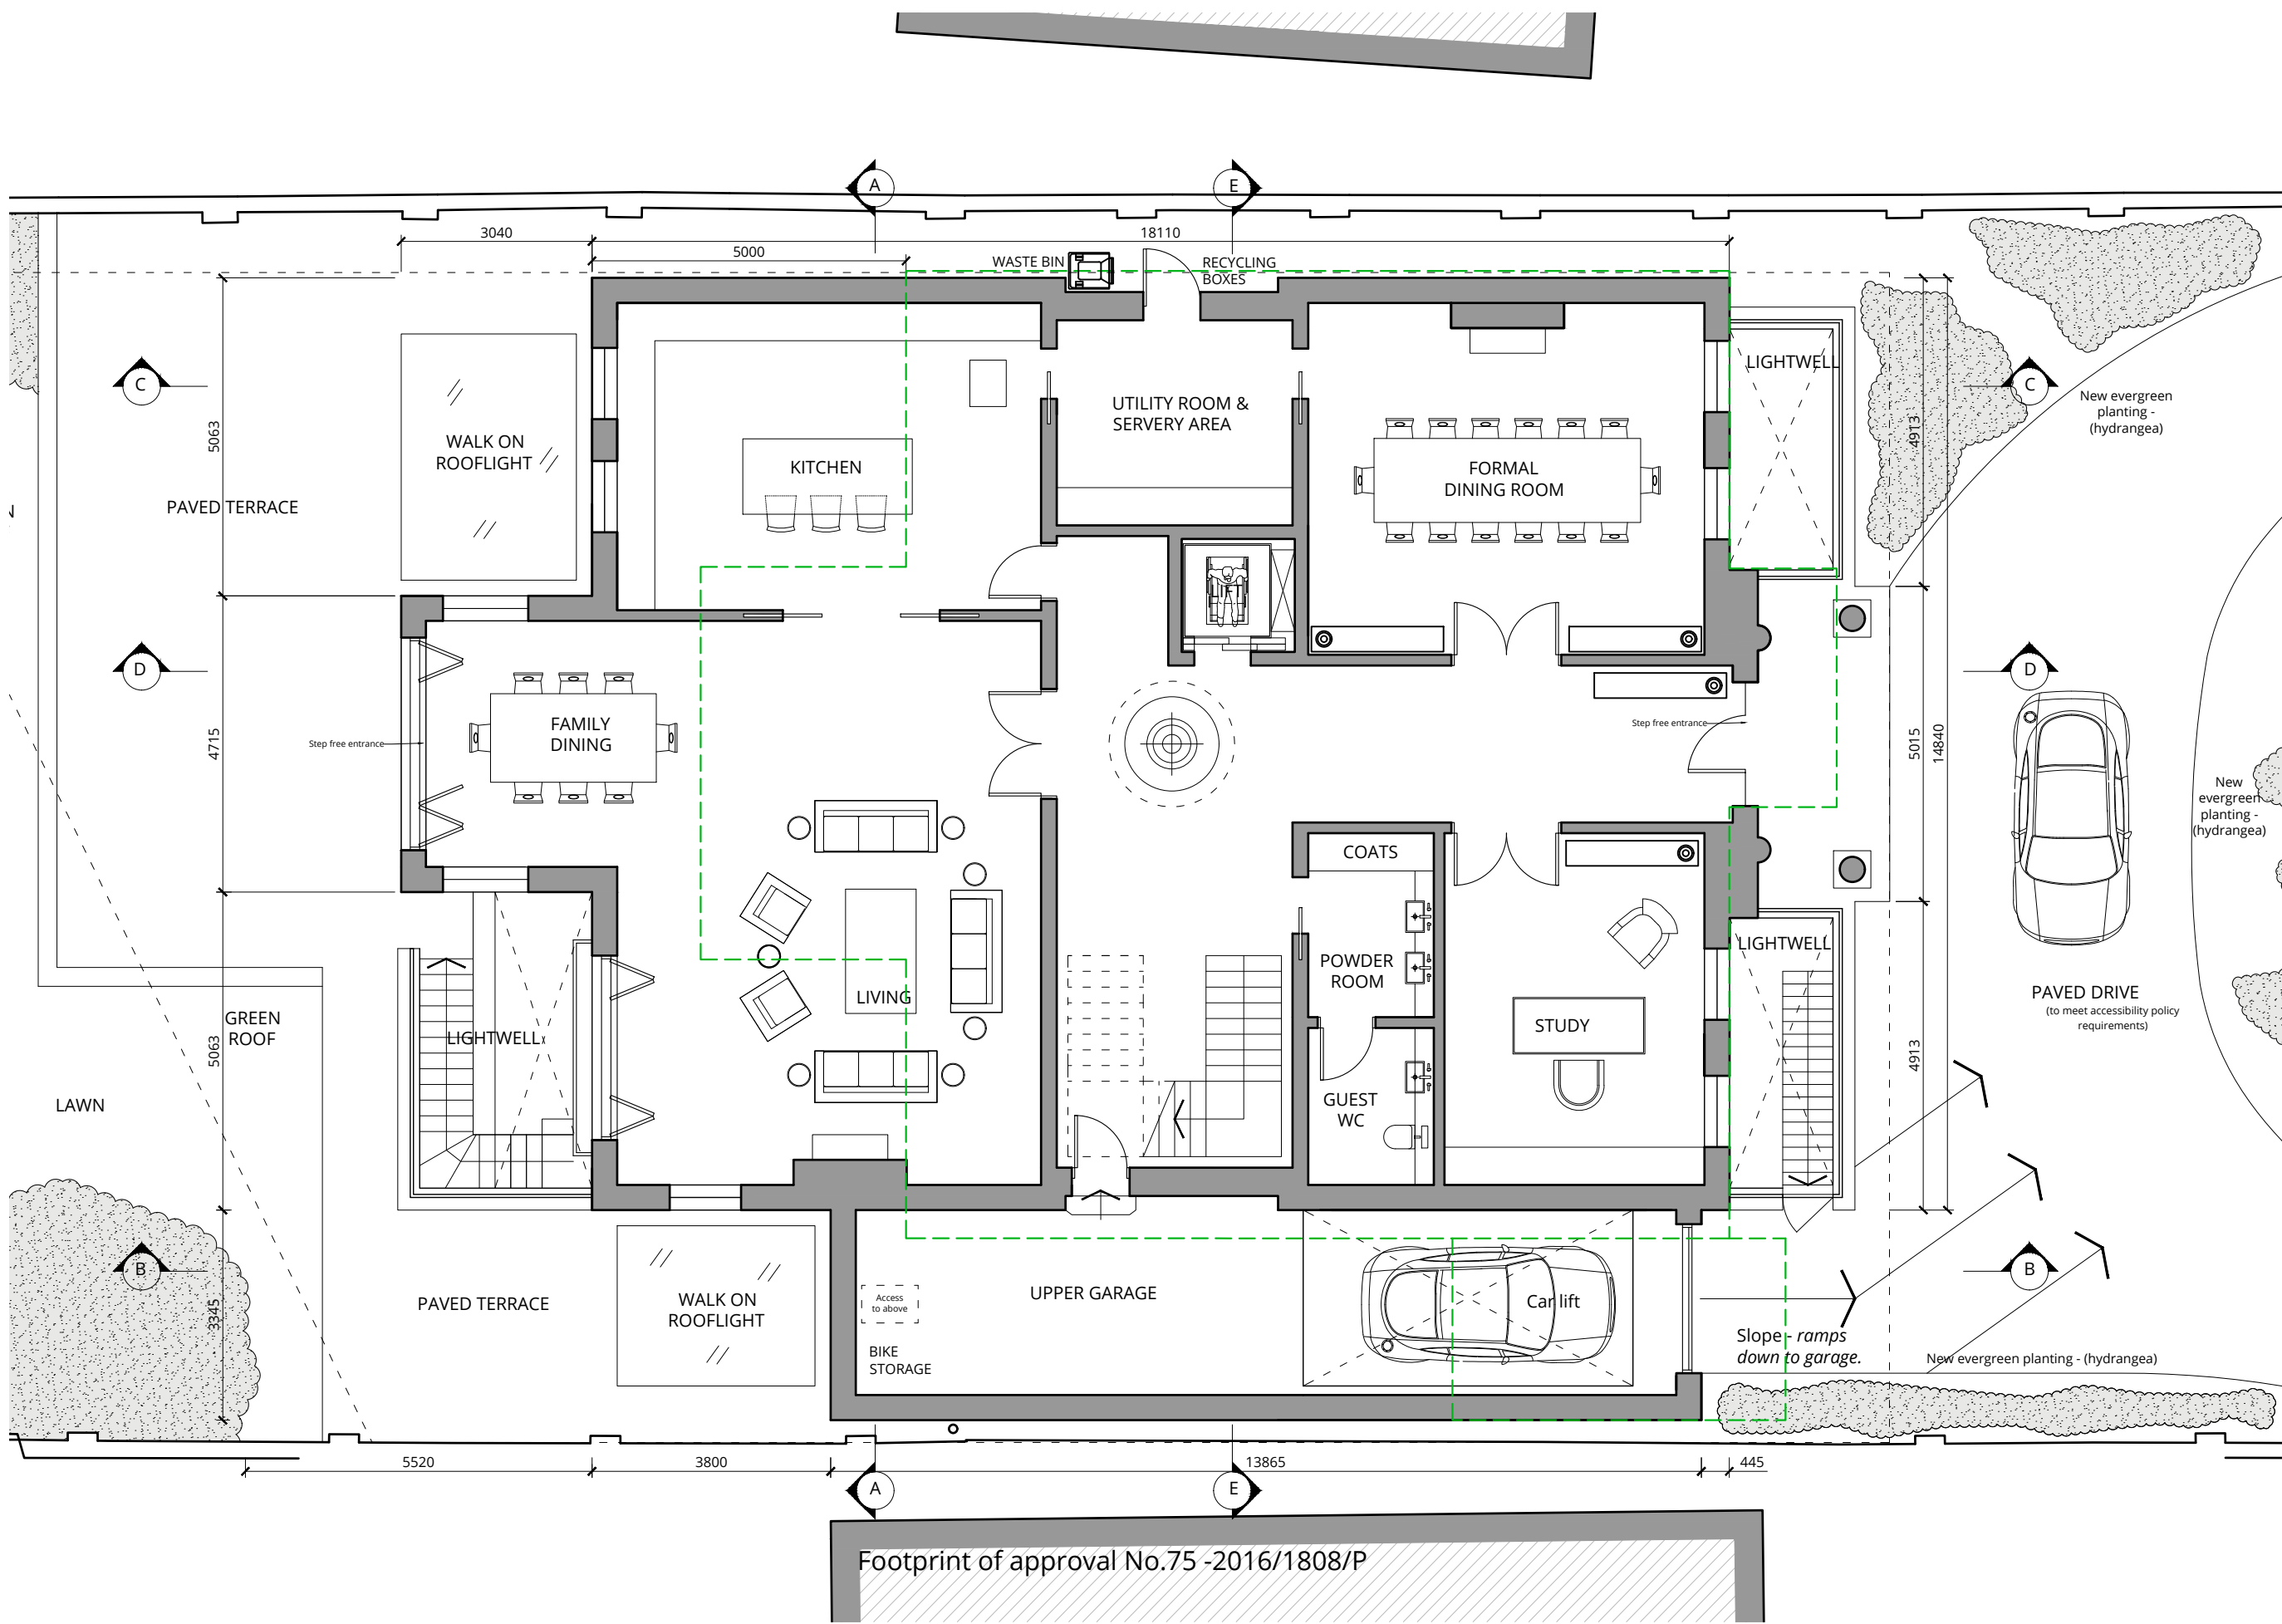 A
E
3040
18110
5000
WASTE BIN
RECYCLING
BOXES
LIGHTWELL
C
C
New evergreen
planting -
(hydrangea)
5063
4913
UTILITY ROOM &
SERVERY AREA
WALK ON
ROOFLIGHT
KITCHEN
FORMAL
DINING ROOM
PAVED TERRACE
N
D
D
FAMILY
DINING
Step free entrance
Step free entrance
4715
5015
14840
New
evergreen
planting -
(hydrangea)
COATS
LIGHTWELL
POWDER
ROOM
LIVING
STUDY
PAVED DRIVE
(to meet accessibility policy
requirements)
GREEN
ROOF
LIGHTWELL
5063
4913
LAWN
GUEST
WC
B
B
3345
PAVED TERRACE
WALK ON
ROOFLIGHT
Access
to above
UPPER GARAGE
Car lift
BIKE
STORAGE
Slope - ramps
down to garage.
New evergreen planting - (hydrangea)
5520
3800
13865
445
A
E
Footprint of approval No.75 -2016/1808/P